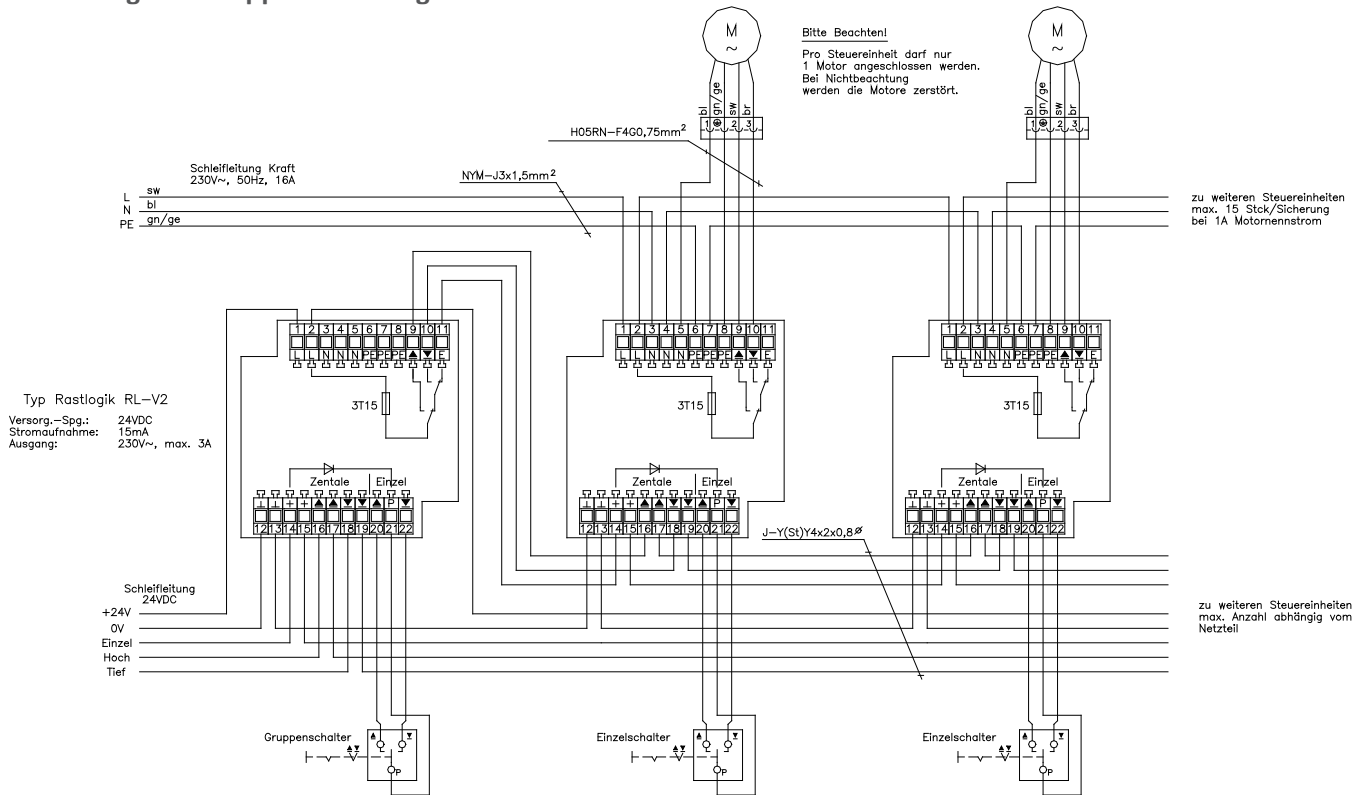 M
~
M
~
Bitte Beachten!
Pro Steuereinheit darf nur
1 Motor angeschlossen werden.
Bei Nichtbeachtung
werden die Motore zerstört.
bl
gn/ge
sw
br
bl
gn/ge
sw
br
1 2 3
1 2 3
H05RN-F4G0,75mm²
NYM-J3x1,5mm²
Schleifleitung Kraft
230V~, 50Hz, 16A
L sw
N bl
PE gn/ge
zu weiteren Steuereinheiten
max. 15 Stck/Sicherung
bei 1A Motornennstrom
1 2 3 4 5 6 7 8 9 10 11
L L N N N PE PE PE ▲ ▼ E
1 2 3 4 5 6 7 8 9 10 11
L L N N N PE PE PE ▲ ▼ E
1 2 3 4 5 6 7 8 9 10 11
L L N N N PE PE PE ▲ ▼ E
3T15
3T15
3T15
Typ Rastlogik RL-V2
Versorg.-Spg.: 24VDC
Stromaufnahme: 15mA
Ausgang: 230V~, max. 3A
Zentale Einzel
Zentale Einzel
Zentale Einzel
⊥ ⊥ + + ▲ ▲ ▼ ▼ ▲ P ▼
12 13 14 15 16 17 18 19 20 21 22
⊥ ⊥ + + ▲ ▲ ▼ ▼ ▲ P ▼
12 13 14 15 16 17 18 19 20 21 22
⊥ ⊥ + + ▲ ▲ ▼ ▼ ▲ P ▼
12 13 14 15 16 17 18 19 20 21 22
J-Y(St)Y4x2x0,8ø
Schleifleitung
24VDC
+24V
0V
Einzel
Hoch
Tief
zu weiteren Steuereinheiten
max. Anzahl abhängig vom
Netzteil
Gruppenschalter
P
Einzelschalter
P
Einzelschalter
P